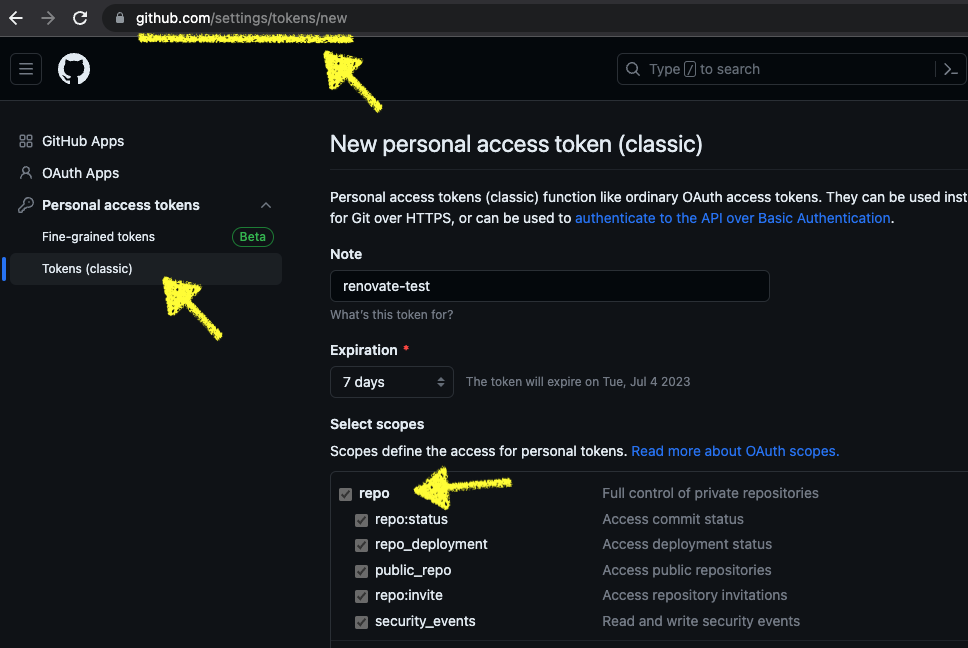 github.com/settings/tokens/new
Type / to search
GitHub Apps
OAuth Apps
Personal access tokens
Fine-grained tokens Beta
Tokens (classic)
New personal access token (classic)
Personal access tokens (classic) function like ordinary OAuth access tokens. They can be used inst
for Git over HTTPS, or can be used to authenticate to the API over Basic Authentication.
Note
renovate-test
What's this token for?
Expiration *
7 days The token will expire on Tue, Jul 4 2023
Select scopes
Scopes define the access for personal tokens. Read more about OAuth scopes.
repo Full control of private repositories
repo:status Access commit status
repo_deployment Access deployment status
public_repo Access public repositories
repo:invite Access repository invitations
security_events Read and write security events